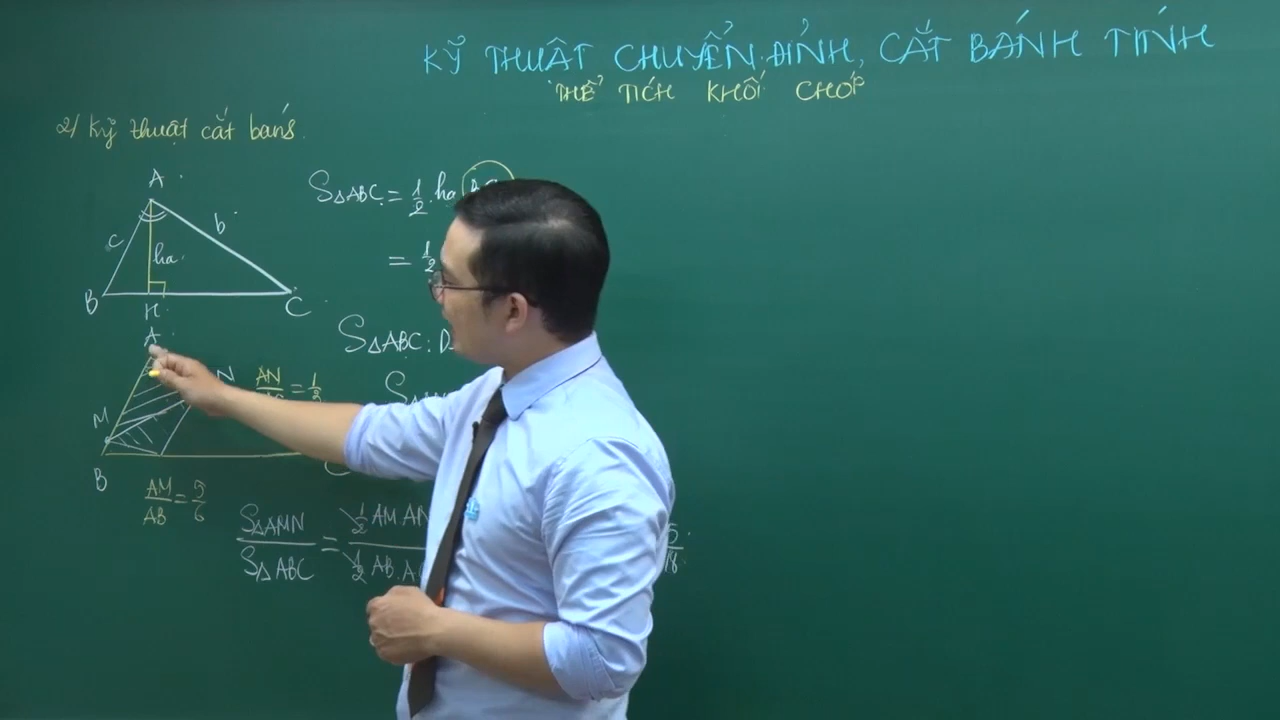 KỸ THUẬT CHUYỂN ĐỈNH, CẮT BÁNH TÍNH
THỂ TÍCH KHỐI CHÓP
2/ Kỹ thuật cắt bánh
A
c
b
ha
B
H
C
S△ABC = 1/2 . ha
= 1/2
S△ABC :
A
M
N
AN = 1
B
C
AM/AB = 5/6
S△AMN/S△ABC = 1/2 AM AN / 1/2 AB. A
5/18